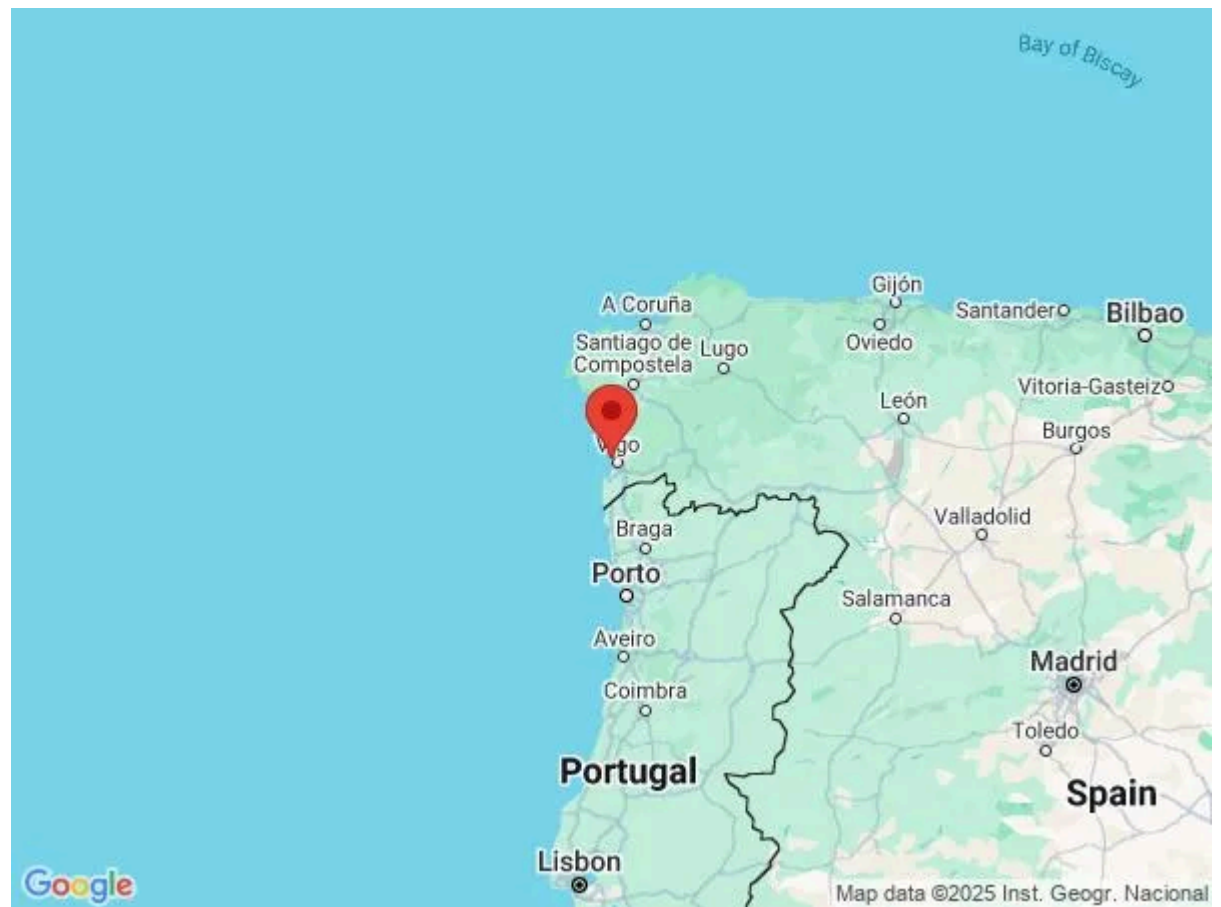 Bay of Biscay
Gijón
A Coruña
Santander
Bilbao
Oviedo
Santiago de
Compostela
Lugo
Vitoria-Gasteiz
León
Burgos
Vigo
Valladolid
Braga
Porto
Salamanca
Aveiro
Madrid
Coimbra
Toledo
Portugal
Spain
Lisbon
Google
Map data ©2025 Inst. Geogr. Nacional